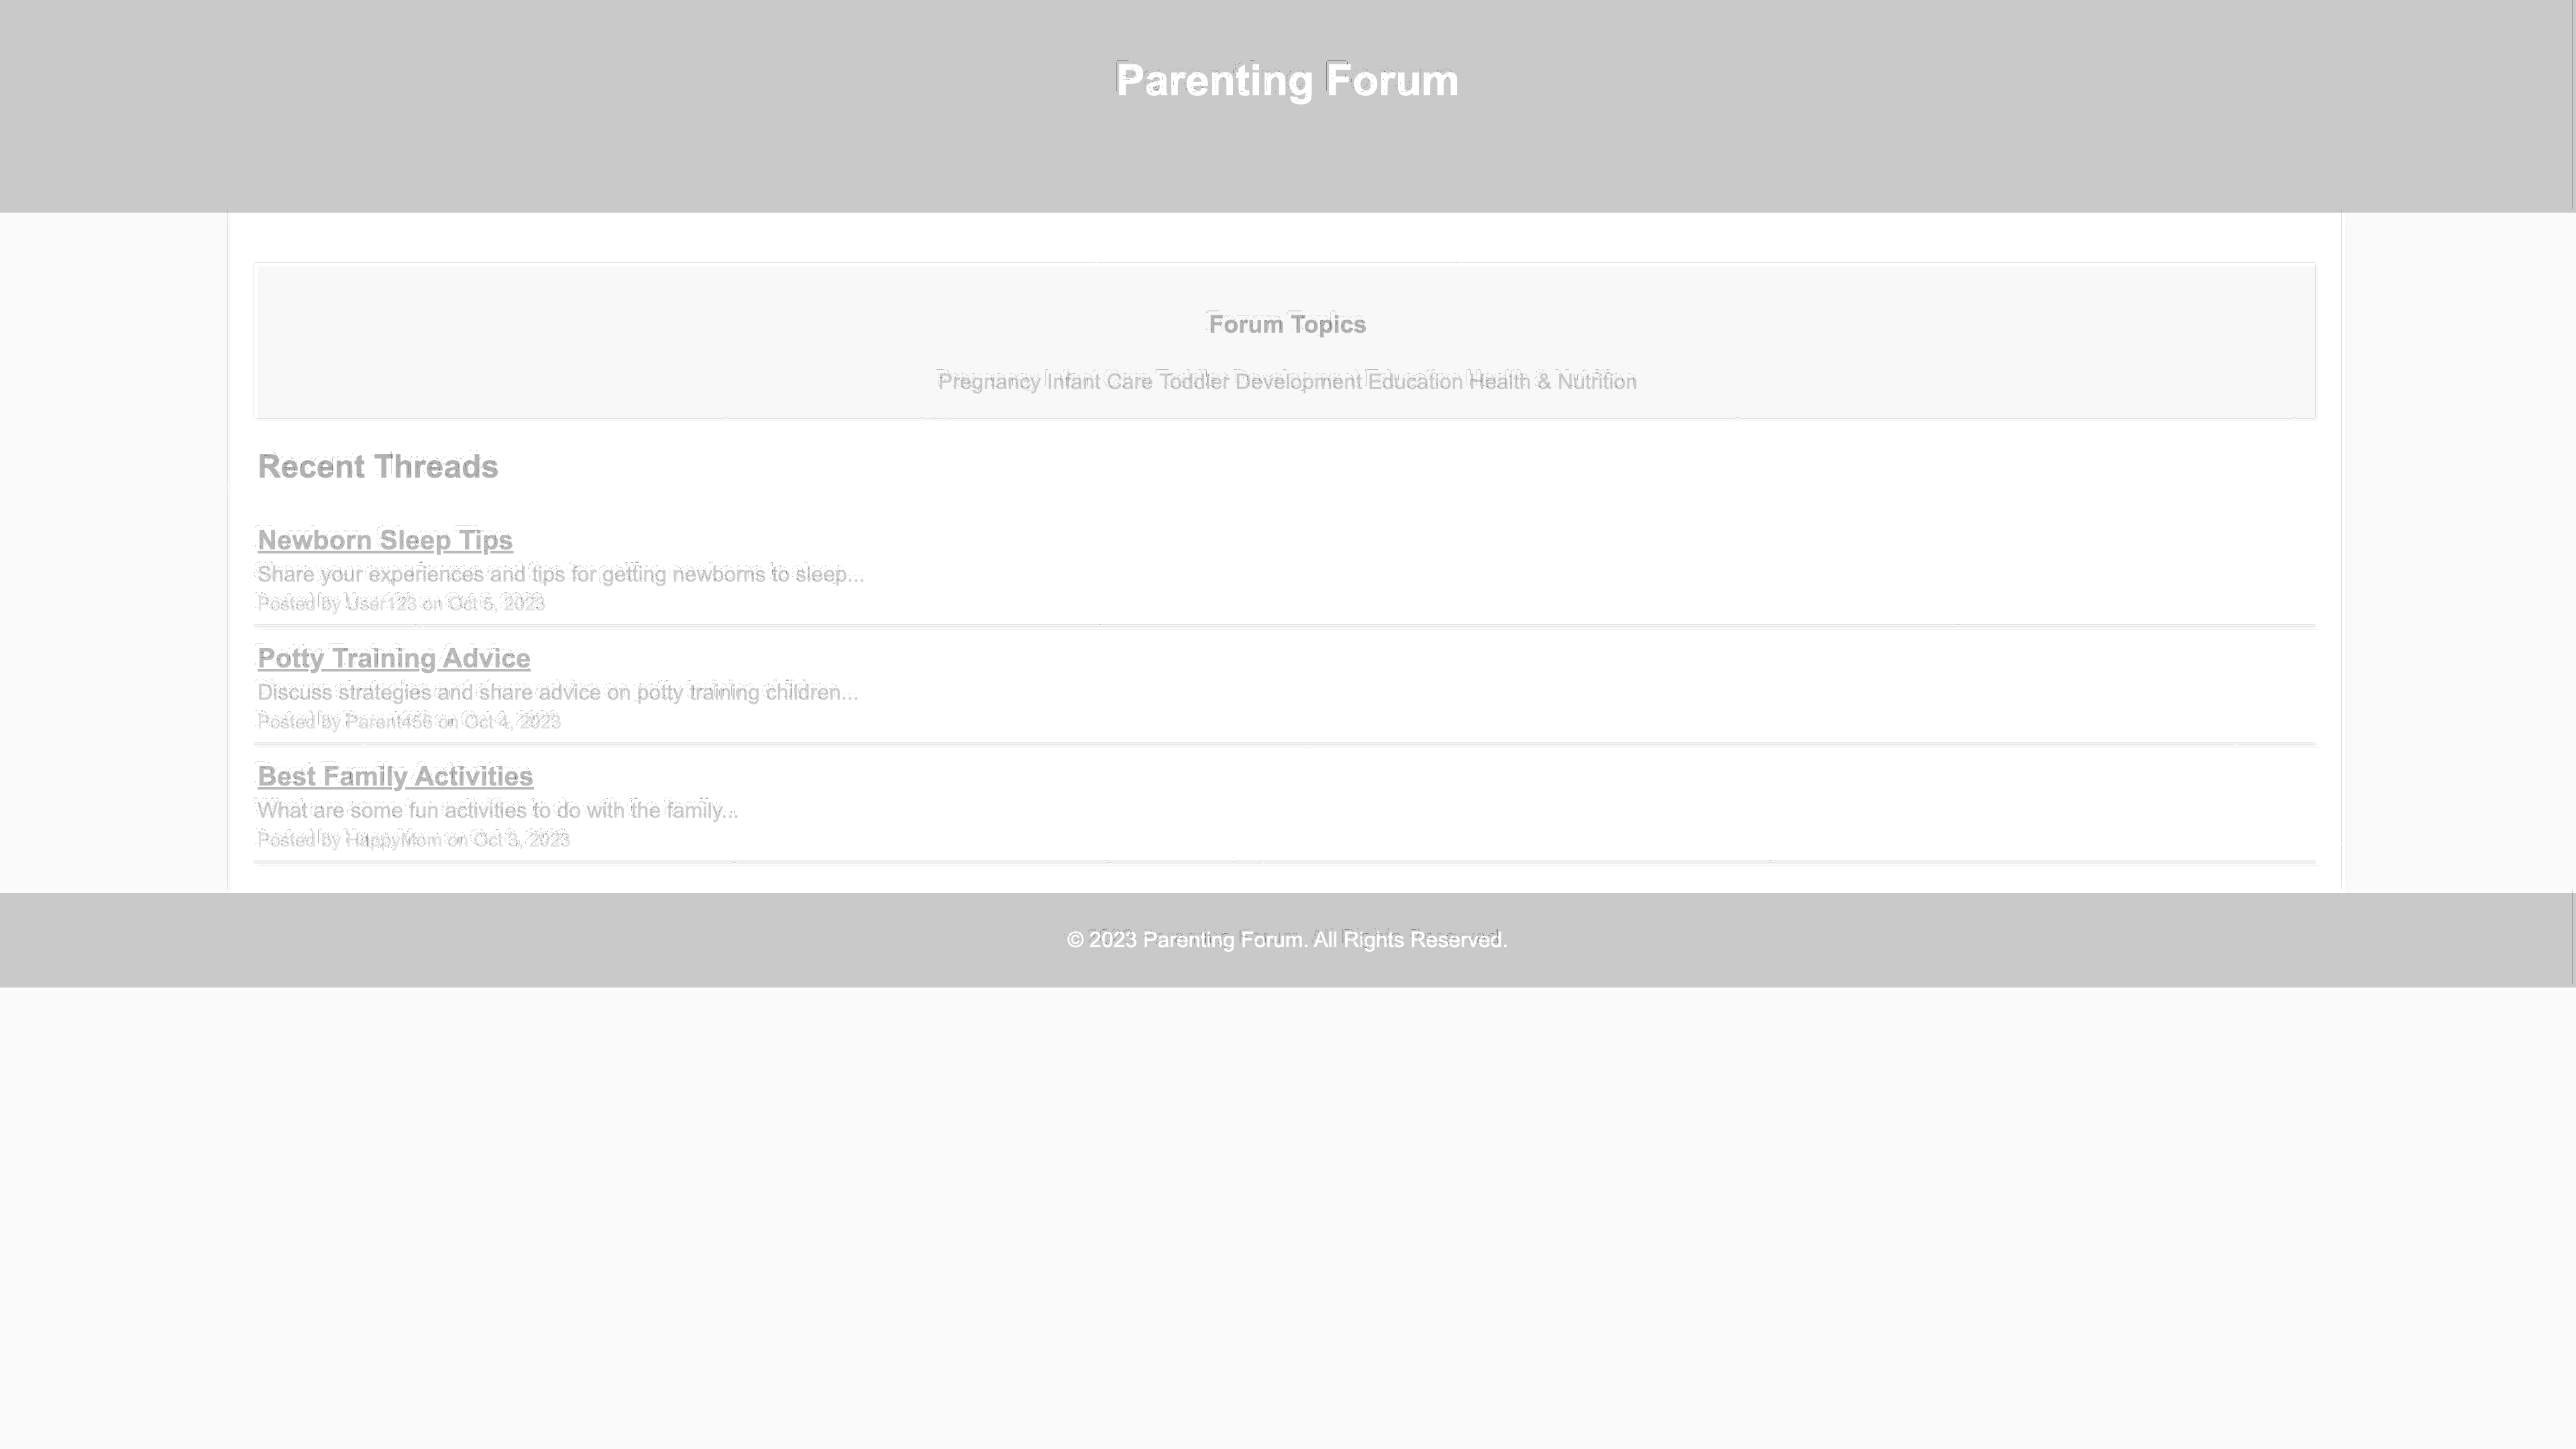 Parenting Forum
Forum Topics
Pregnancy Infant Care Toddler Development Education Health & Nutrition
Recent Threads
Newborn Sleep Tips
Share your experiences and tips for getting newborns to sleep...
Posted by User123 on Oct 5, 2023
Potty Training Advice
Discuss strategies and share advice on potty training children...
Posted by Parent456 on Oct 4, 2023
Best Family Activities
What are some fun activities to do with the family...
Posted by HappyMom on Oct 3, 2023
© 2023 Parenting Forum. All Rights Reserved.